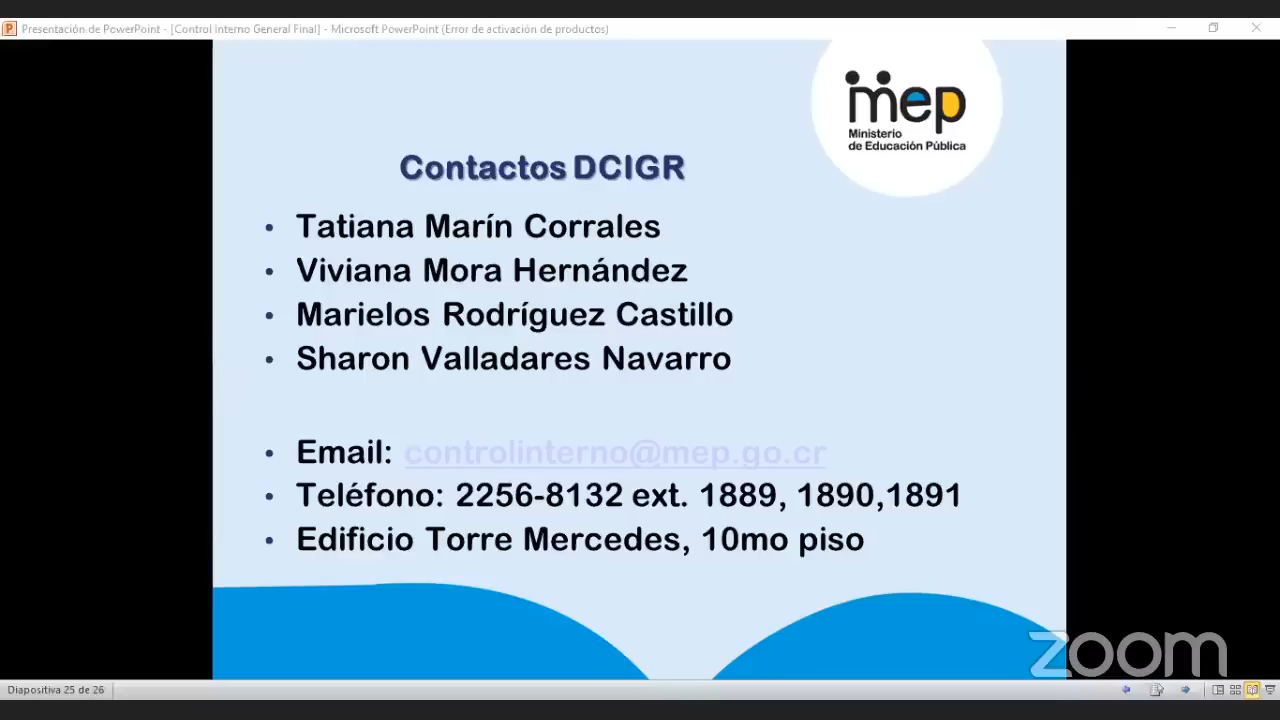 Presentación de PowerPoint - [Control Interno General Final] - Microsoft PowerPoint (Error de activación de productos)
mep
Ministerio
de Educación Pública
Contactos DCIGR
• Tatiana Marín Corrales
• Viviana Mora Hernández
• Marielos Rodríguez Castillo
• Sharon Valladares Navarro
• Email: controlinterno@mep.go.cr
• Teléfono: 2256-8132 ext. 1889, 1890,1891
• Edificio Torre Mercedes, 10mo piso
zoom
Diapositiva 25 de 26